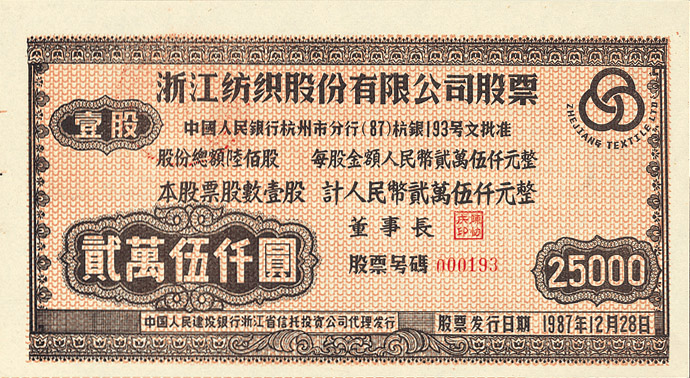 浙江纺织股份有限公司股票
ZHEJIANG TEXTILE LTD.
壹股
中國人民銀行杭州市分行(87)杭銀193号文批准
股份總額陸佰股 每股金額人民幣貳萬伍仟元整
本股票股數壹股 計人民幣貳萬伍仟元整
董事長
股票号碼 000193
貳萬伍仟圓
25000
中国人民建设银行浙江省信托投资公司代理发行
股票发行日期 1987年12月28日